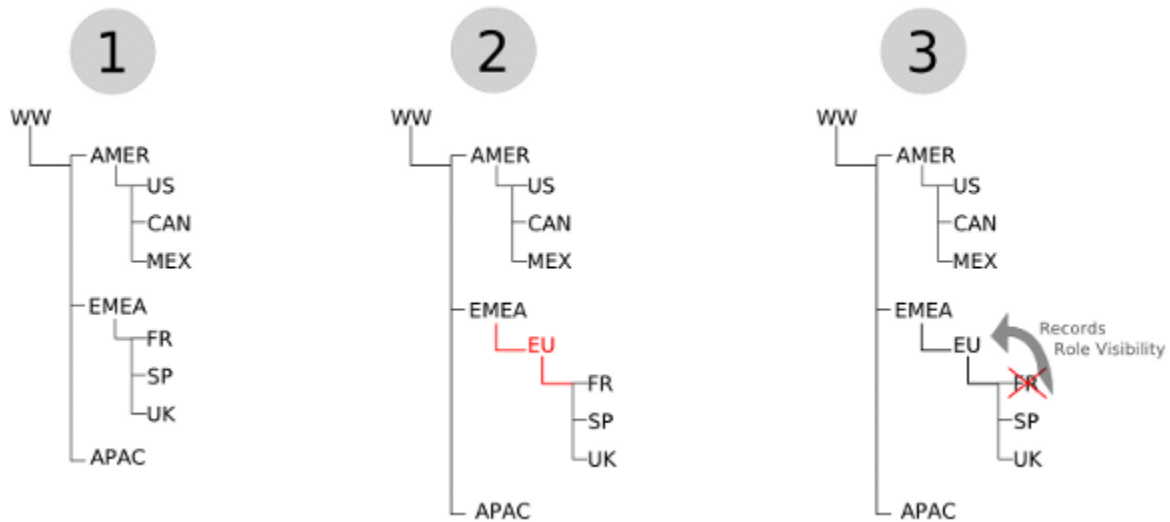 1
WW
AMER
US
CAN
MEX
EMEA
FR
SP
UK
APAC
2
WW
AMER
US
CAN
MEX
EMEA
EU
FR
SP
UK
APAC
3
WW
AMER
US
CAN
MEX
EMEA
Records
Role Visibility
EU
FR
SP
UK
APAC